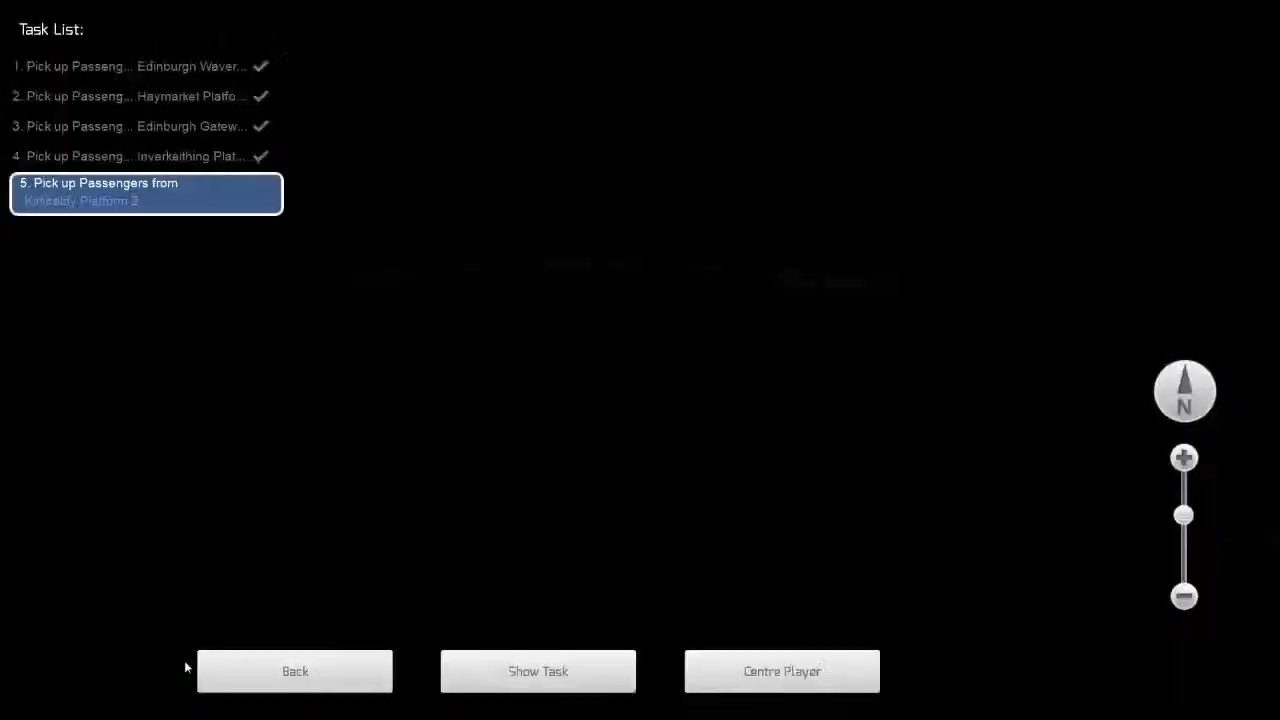 Task List:
1. Pick up Passeng... Edinburgh Waver...
2. Pick up Passeng... Haymarket Platfo...
3. Pick up Passeng... Edinburgh Gatew...
4. Pick up Passeng... Inverkeithing Plat...
5. Pick up Passengers from
Kirkcaldy Platform 2
N
Back
Show Task
Centre Player